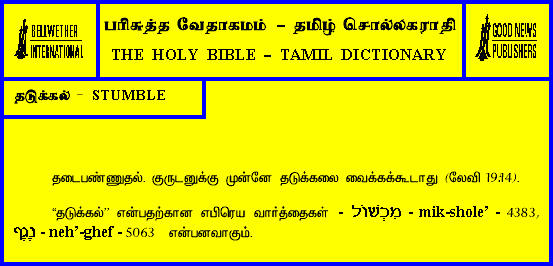 BELLWETHER
INTERNATIONAL
பரிசுத்த வேதாகமம் – தமிழ் சொல்லகராதி
THE HOLY BIBLE – TAMIL DICTIONARY
GOOD NEWS
PUBLISHERS
தடுக்கல் - STUMBLE
தடைபண்ணுதல். குருடனுக்கு முன்னே தடுக்கலை வைக்கக்கூடாது (லேவி 19:14).
“தடுக்கல்” என்பதற்கான எபிரெய வார்த்தைகள் - מִכְשׁוֹל - mik-shole’ - 4383,
נֶגֶף - neh’-ghef - 5063 என்பனவாகும்.